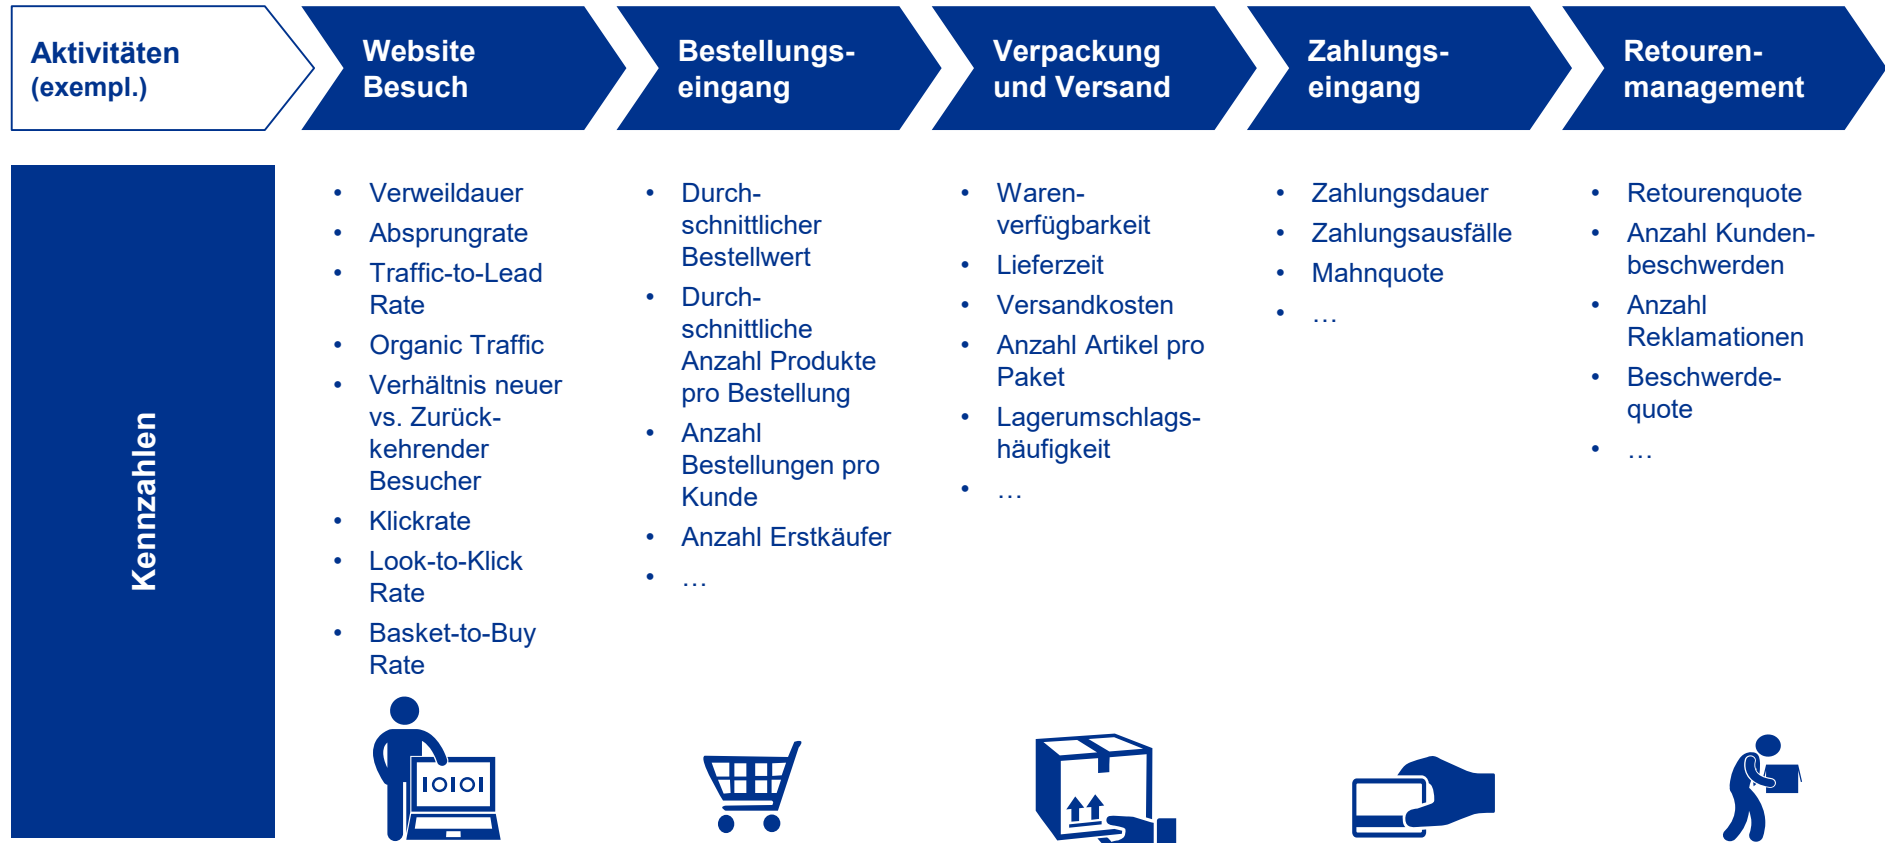 Aktivitäten
(exempl.)
Website
Besuch
Bestellungs-
eingang
Verpackung
und Versand
Zahlungs-
eingang
Retouren-
management
Kennzahlen
• Verweildauer
• Absprungrate
• Traffic-to-Lead
Rate
• Organic Traffic
• Verhältnis neuer
vs. Zurück-
kehrender
Besucher
• Klickrate
• Look-to-Klick
Rate
• Basket-to-Buy
Rate
• Durch-
schnittlicher
Bestellwert
• Durch-
schnittliche
Anzahl Produkte
pro Bestellung
• Anzahl
Bestellungen pro
Kunde
• Anzahl Erstkäufer
• …
• Waren-
verfügbarkeit
• Lieferzeit
• Versandkosten
• Anzahl Artikel pro
Paket
• Lagerumschlags-
häufigkeit
• …
• Zahlungsdauer
• Zahlungsausfälle
• Mahnquote
• …
• Retourenquote
• Anzahl Kunden-
beschwerden
• Anzahl
Reklamationen
• Beschwerde-
quote
• …
IOIOI